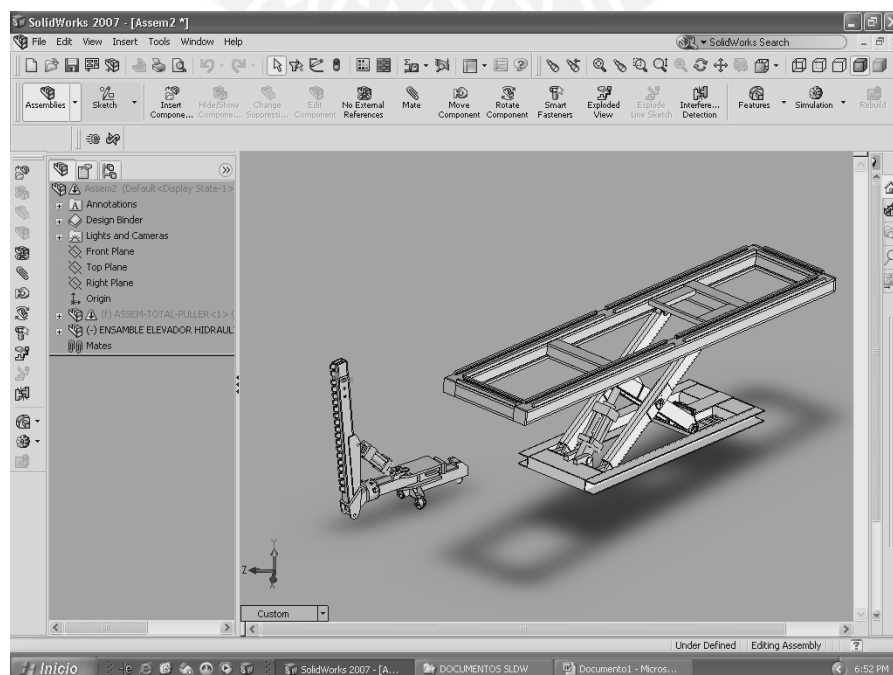 SolidWorks 2007 - [Assem2 *]
File Edit View Insert Tools Window Help
SolidWorks Search
Assemblies
Sketch
Insert Compone...
Hide/Show Compone...
Change Suppressi...
Edit Component
No External References
Mate
Move Component
Rotate Component
Smart Fasteners
Exploded View
Explode Line Sketch
Interfere... Detection
Features
Simulation
Rebuild
Assem2 (Default<Display State-1>
Annotations
Design Binder
Lights and Cameras
Front Plane
Top Plane
Right Plane
Origin
(f) ASSEM-TOTAL-PULLER<1> (
(-) ENSAMBLE ELEVADOR HIDRAUL
Mates
Y
Z
Custom
Under Defined Editing Assembly ?
Inicio
SolidWorks 2007 - [A...
DOCUMENTOS SLDW
Documento1 - Micros...
6:52 PM